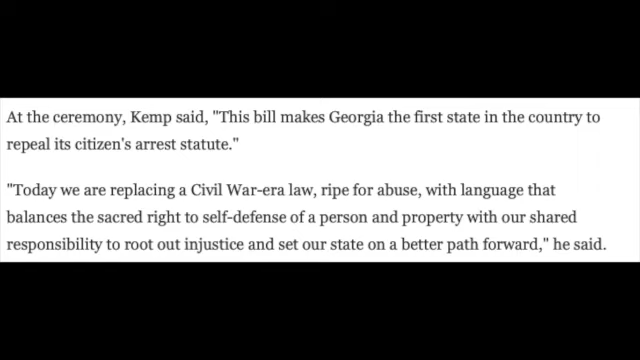 At the ceremony, Kemp said, "This bill makes Georgia the first state in the country to
repeal its citizen's arrest statute."
"Today we are replacing a Civil War-era law, ripe for abuse, with language that
balances the sacred right to self-defense of a person and property with our shared
responsibility to root out injustice and set our state on a better path forward," he said.